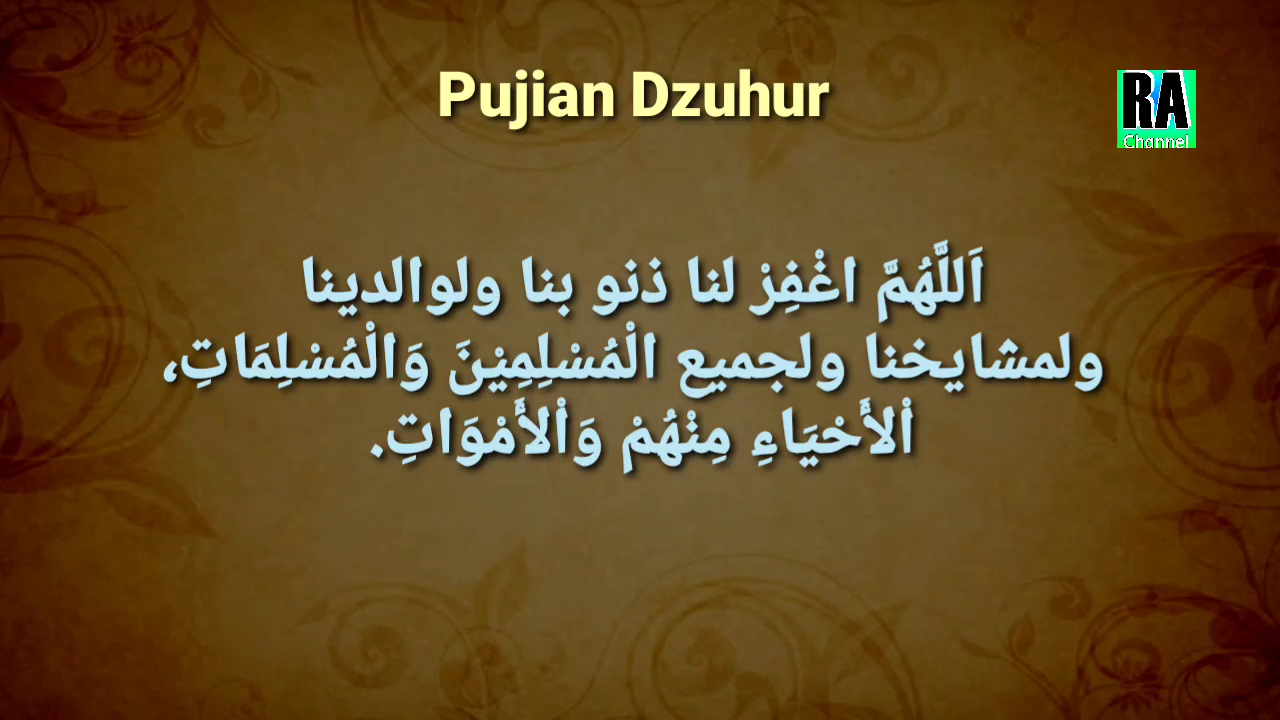 Pujian Dzuhur
RA
Channel
اَللَّهُمَّ اغْفِرْ لنا ذنو بنا ولوالدينا
ولمشايخنا ولجميع الْمُسْلِمِيْنَ وَالْمُسْلِمَاتِ،
اْلأَحْيَاءِ مِنْهُمْ وَاْلأَمْوَاتِ.